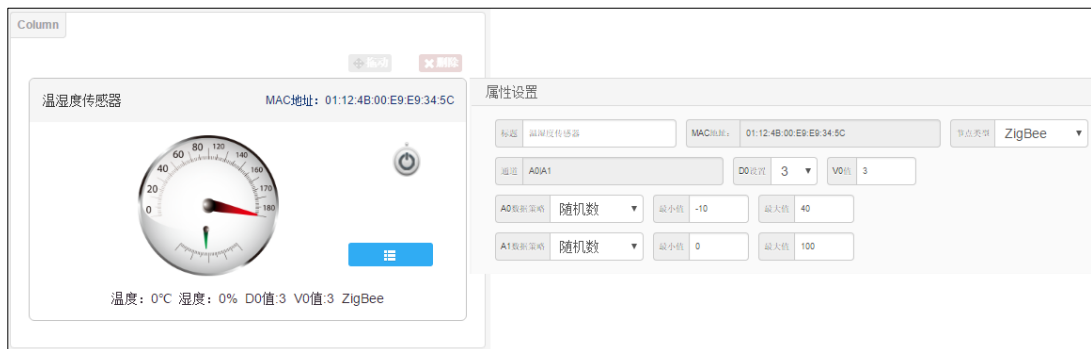 Column
拖动 删除
温湿度传感器 MAC地址：01:12:4B:00:E9:E9:34:5C
0 20 40 60 80 120 140 160 170 180
温度：0℃ 湿度：0% D0值:3 V0值:3 ZigBee
属性设置
标题 温湿度传感器 MAC地址： 01:12:4B:00:E9:E9:34:5C 节点类型 ZigBee
通道 A0|A1 D0设置 3 V0值 3
A0数据策略 随机数 最小值 -10 最大值 40
A1数据策略 随机数 最小值 0 最大值 100